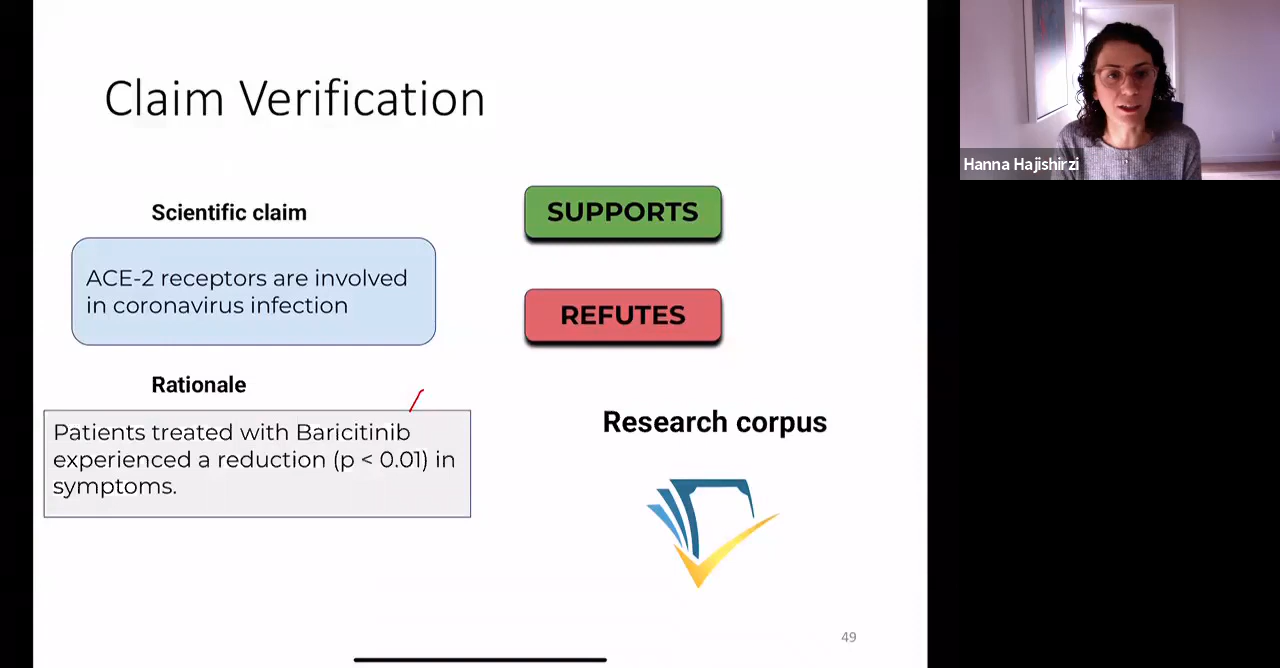 Claim Verification
Scientific claim
ACE-2 receptors are involved
in coronavirus infection
SUPPORTS
REFUTES
Rationale
Patients treated with Baricitinib
experienced a reduction (p < 0.01) in
symptoms.
Research corpus
49
Hanna Hajishirzi